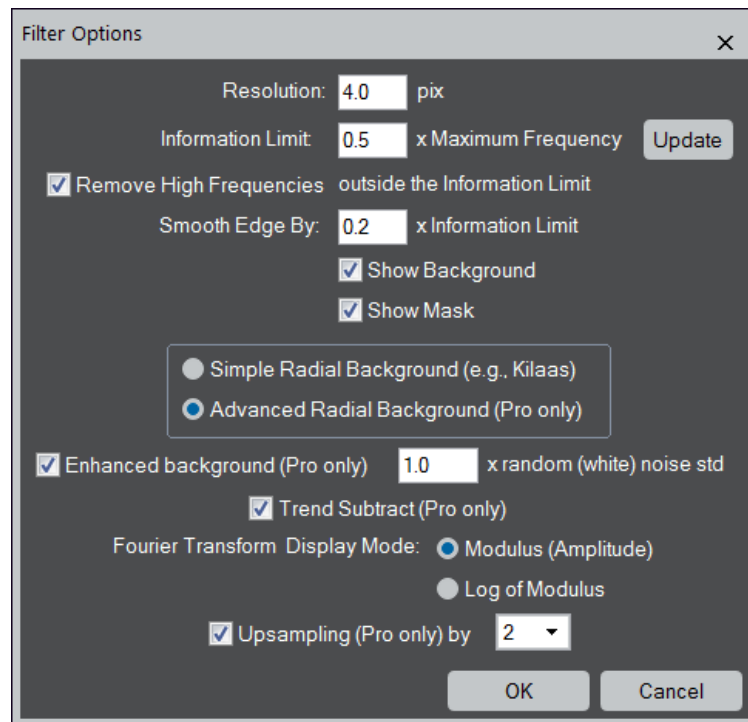 Filter Options
Resolution: 4.0 pix
Information Limit: 0.5 x Maximum Frequency Update
Remove High Frequencies outside the Information Limit
Smooth Edge By: 0.2 x Information Limit
Show Background
Show Mask
Simple Radial Background (e.g., Kilaas)
Advanced Radial Background (Pro only)
Enhanced background (Pro only) 1.0 x random (white) noise std
Trend Subtract (Pro only)
Fourier Transform Display Mode: Modulus (Amplitude)
Log of Modulus
Upsampling (Pro only) by 2
OK Cancel